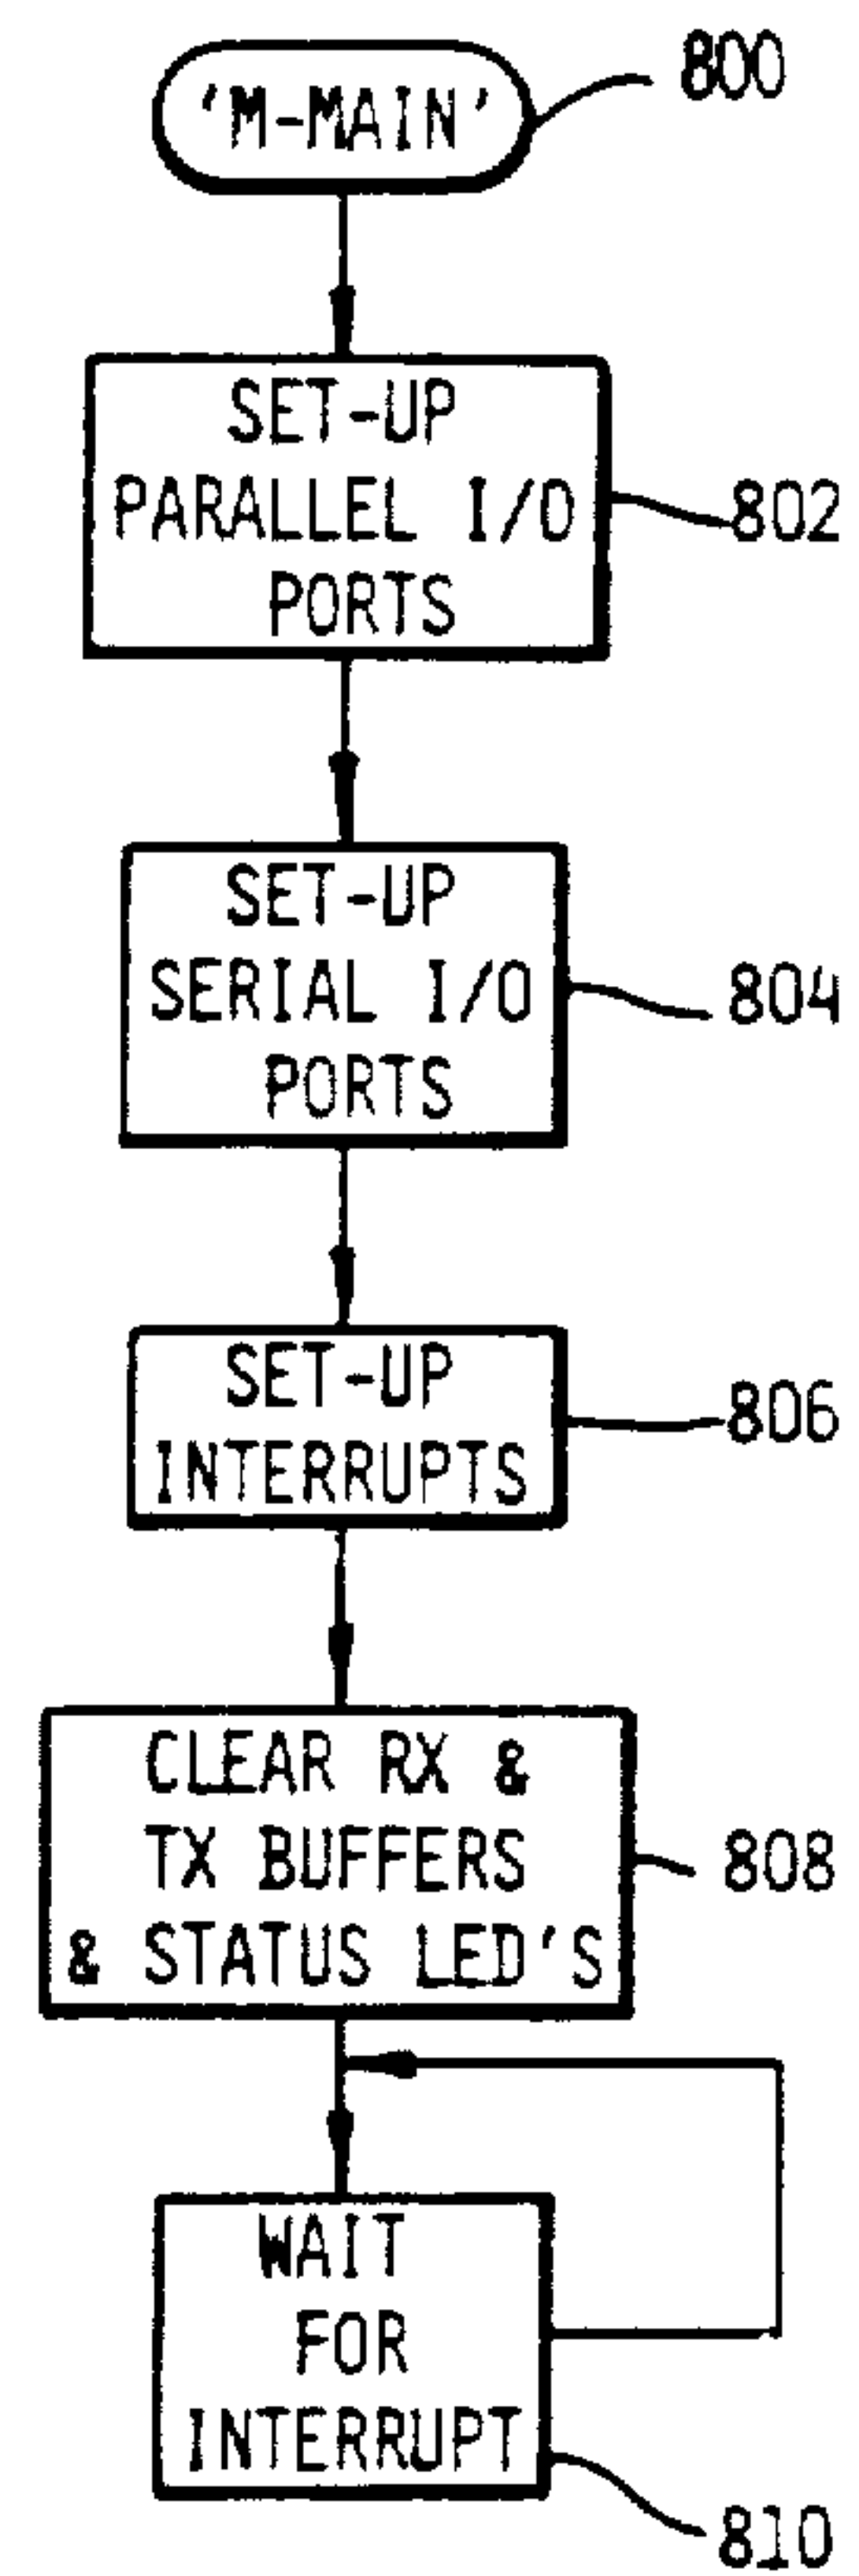 'M-MAIN'
800
SET-UP
PARALLEL I/O
PORTS
802
SET-UP
SERIAL I/O
PORTS
804
SET-UP
INTERRUPTS
806
CLEAR RX &
TX BUFFERS
& STATUS LED'S
808
WAIT
FOR
INTERRUPT
810